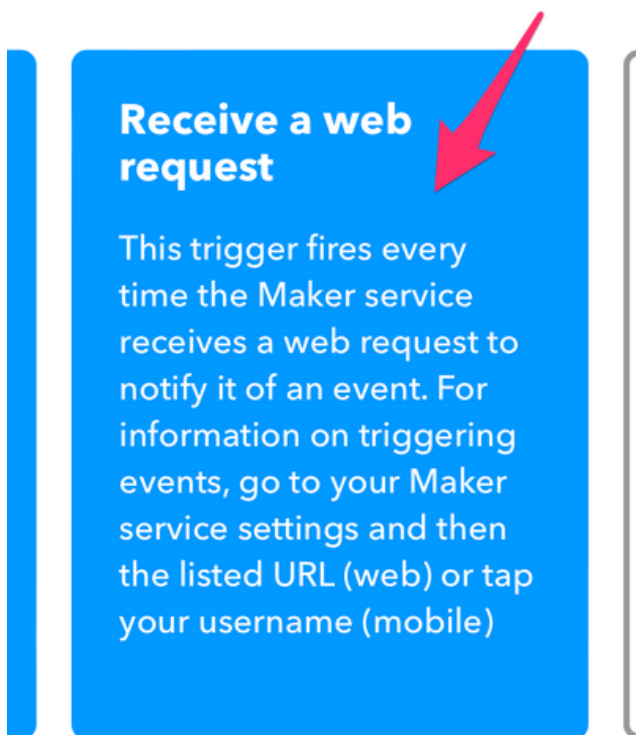 Receive a web
request
This trigger fires every
time the Maker service
receives a web request to
notify it of an event. For
information on triggering
events, go to your Maker
service settings and then
the listed URL (web) or tap
your username (mobile)